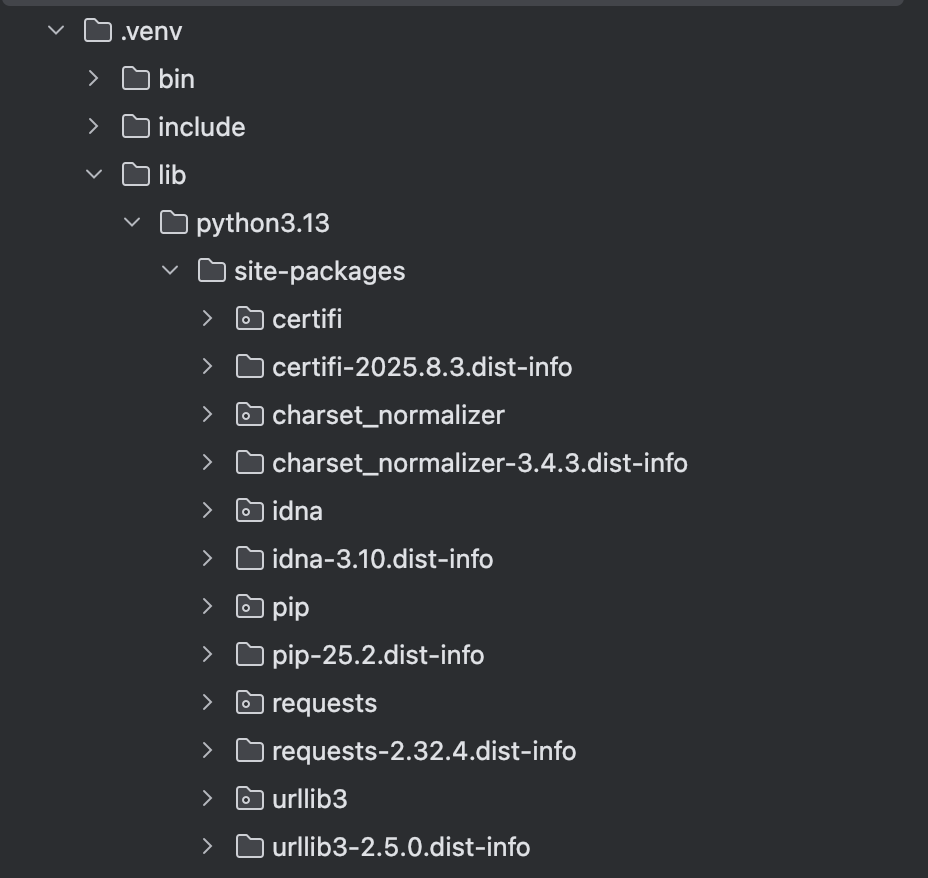 .venv
bin
include
lib
python3.13
site-packages
certifi
certifi-2025.8.3.dist-info
charset_normalizer
charset_normalizer-3.4.3.dist-info
idna
idna-3.10.dist-info
pip
pip-25.2.dist-info
requests
requests-2.32.4.dist-info
urllib3
urllib3-2.5.0.dist-info